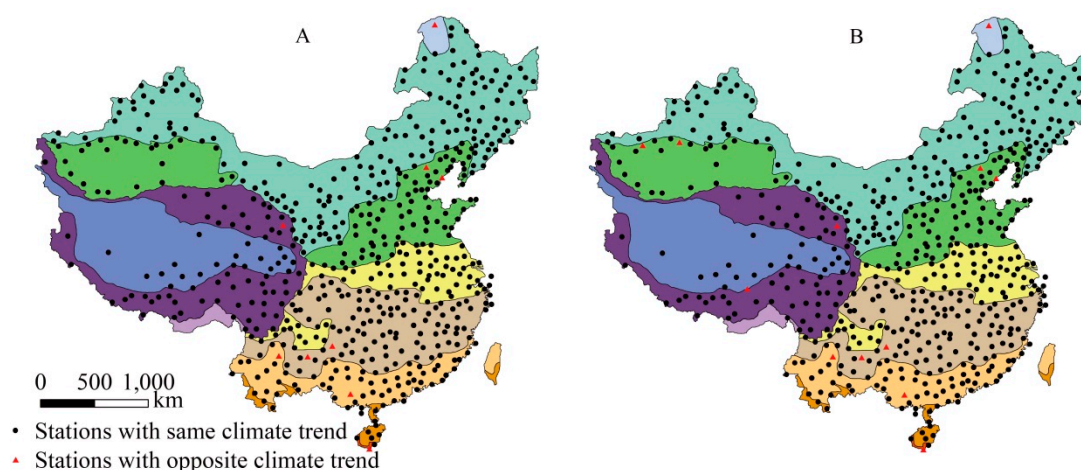 A
B
0 500 1,000
km
Stations with same climate trend
Stations with opposite climate trend